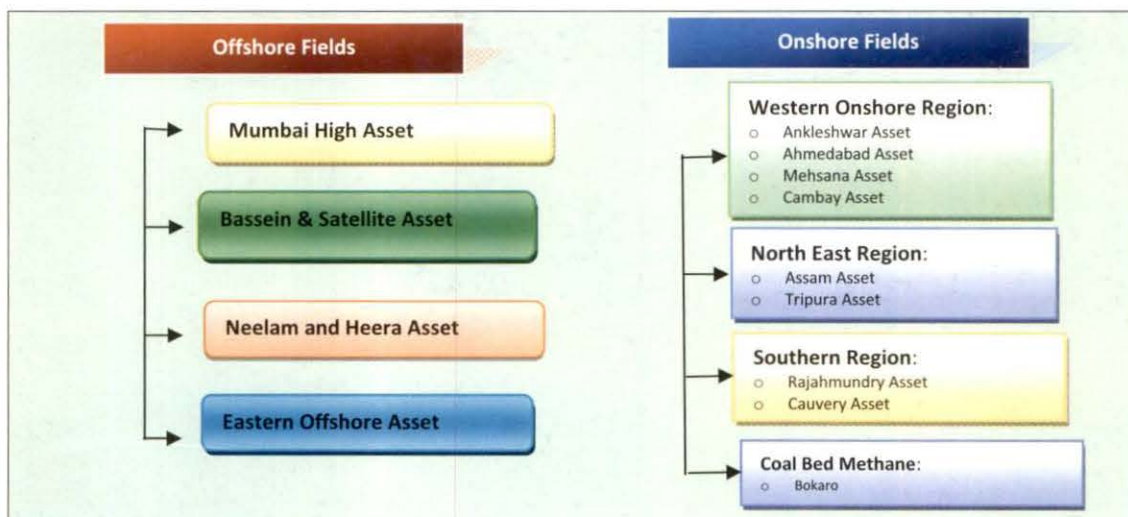 Offshore Fields
Mumbai High Asset
Bassein & Satellite Asset
Neelam and Heera Asset
Eastern Offshore Asset
Onshore Fields
Western Onshore Region:
o Ankleshwar Asset
o Ahmedabad Asset
o Mehsana Asset
o Cambay Asset
North East Region:
o Assam Asset
o Tripura Asset
Southern Region:
o Rajahmundry Asset
o Cauvery Asset
Coal Bed Methane:
o Bokaro